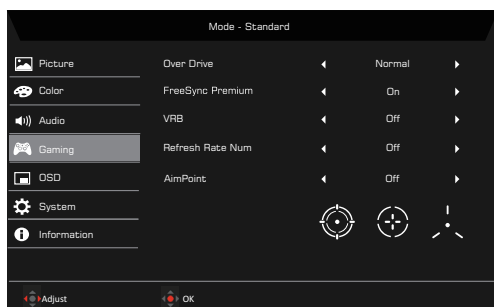 Mode - Standard
Picture
Over Drive Normal
Color
FreeSync Premium On
Audio
VRB Off
Gaming
Refresh Rate Num Off
OSD
AimPoint Off
System
Information
Adjust OK